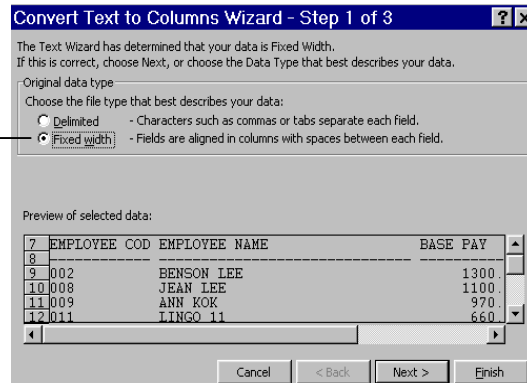 Convert Text to Columns Wizard - Step 1 of 3
The Text Wizard has determined that your data is Fixed Width.
If this is correct, choose Next, or choose the Data Type that best describes your data.
Original data type
Choose the file type that best describes your data:
Delimited - Characters such as commas or tabs separate each field.
Fixed width - Fields are aligned in columns with spaces between each field.
Preview of selected data:
7 EMPLOYEE COD EMPLOYEE NAME BASE PAY
8 ------------ ------------------------------ --------
9 002 BENSON LEE 1300.
10 008 JEAN LEE 1100.
11 009 ANN KOK 970.
12 011 LINGO 11 660.
Cancel < Back Next > Finish